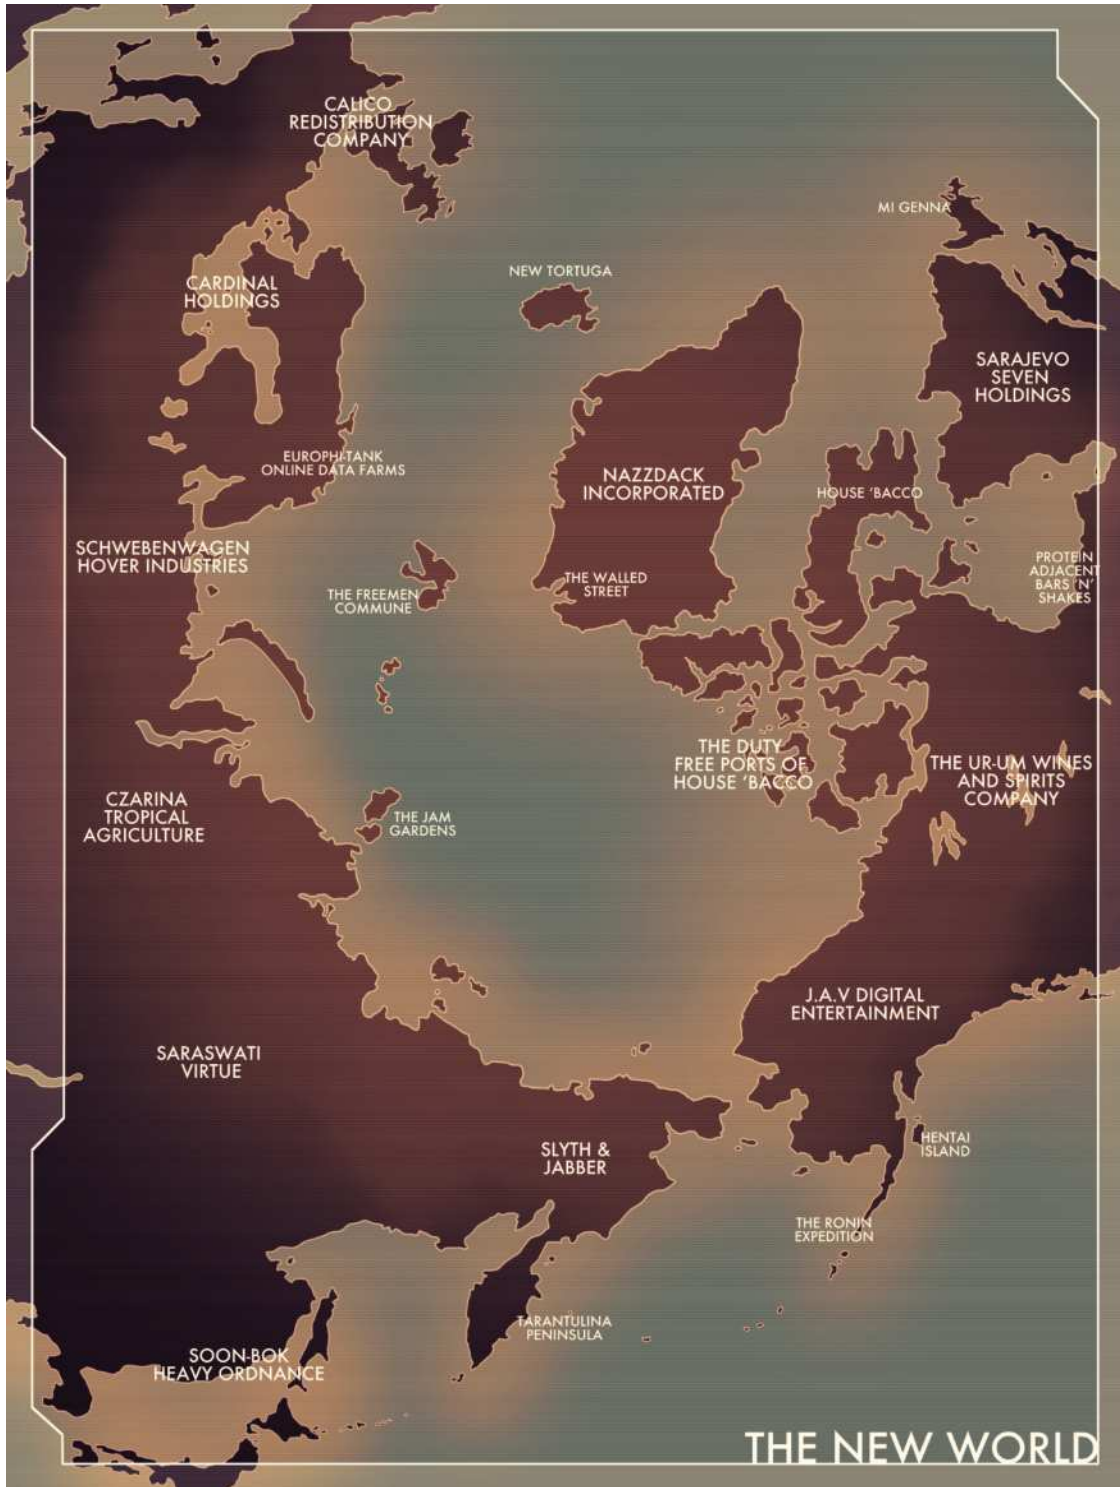 CALICO
REDISTRIBUTION
COMPANY
MI GENNA
NEW TORTUGA
CARDINAL
HOLDINGS
SARAJEVO
SEVEN
HOLDINGS
EUROPHI-TANK
ONLINE DATA FARMS
NAZZDACK
INCORPORATED
HOUSE 'BACCO
SCHWEBENWAGEN
HOVER INDUSTRIES
THE FREEMEN
COMMUNE
THE WALLED
STREET
PROTEIN
ADJACENT
BARS 'N'
SHAKES
THE DUTY
FREE PORTS OF
HOUSE 'BACCO
THE UR-UM WINES
AND SPIRITS
COMPANY
CZARINA
TROPICAL
AGRICULTURE
THE JAM
GARDENS
J.A.V DIGITAL
ENTERTAINMENT
SARASWATI
VIRTUE
SLYTH &
JABBER
HENTAI
ISLAND
THE RONIN
EXPEDITION
TARANTULINA
PENINSULA
SOON-BOK
HEAVY ORDNANCE
THE NEW WORLD